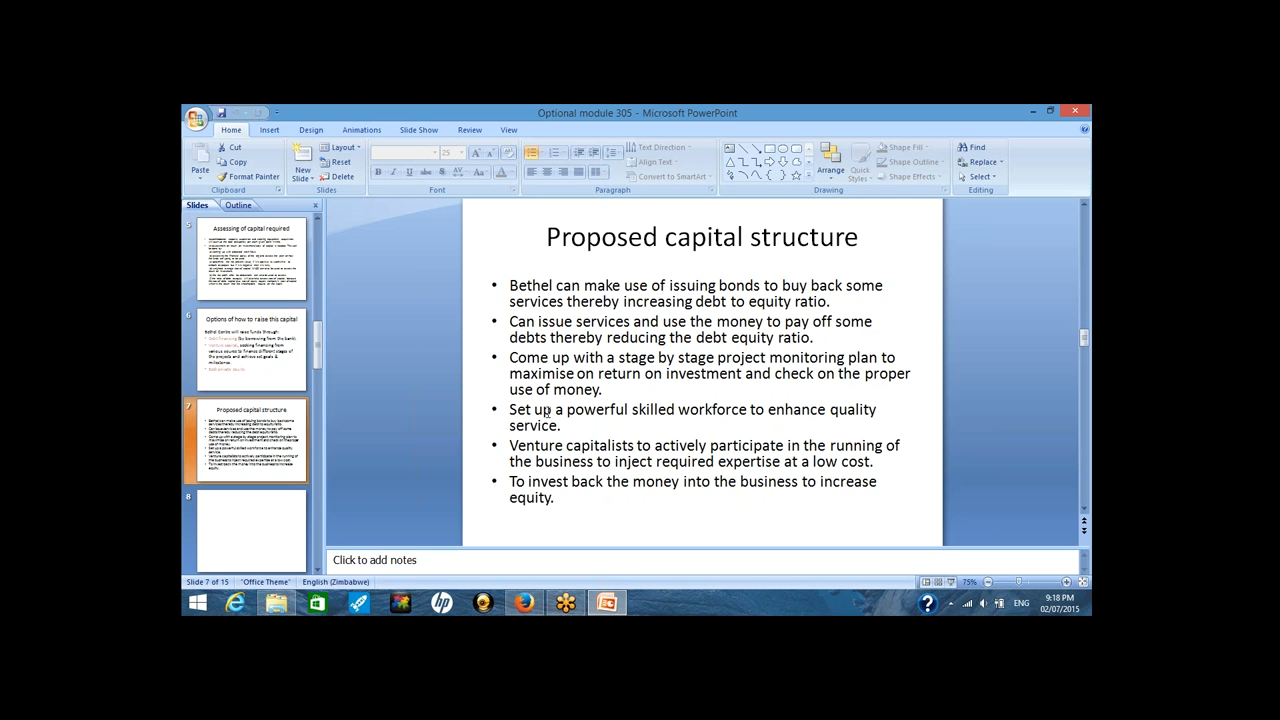 Optional module 305 - Microsoft PowerPoint
Home Insert Design Animations Slide Show Review View
Paste
Cut
Copy
Format Painter
Clipboard
New Slide
Layout
Reset
Delete
Slides
25
Font
Text Direction
Align Text
Convert to SmartArt
Paragraph
Arrange
Quick Styles
Shape Fill
Shape Outline
Shape Effects
Drawing
Find
Replace
Select
Editing
Slides Outline
5
Assessing of capital required
6
Options of how to raise this capital
7
Proposed capital structure
8
Proposed capital structure
• Bethel can make use of issuing bonds to buy back some
services thereby increasing debt to equity ratio.
• Can issue services and use the money to pay off some
debts thereby reducing the debt equity ratio.
• Come up with a stage by stage project monitoring plan to
maximise on return on investment and check on the proper
use of money.
• Set up a powerful skilled workforce to enhance quality
service.
• Venture capitalists to actively participate in the running of
the business to inject required expertise at a low cost.
• To invest back the money into the business to increase
equity.
Click to add notes
Slide 7 of 15 "Office Theme" English (Zimbabwe) 75%
hp
ENG
9:18 PM
02/07/2015